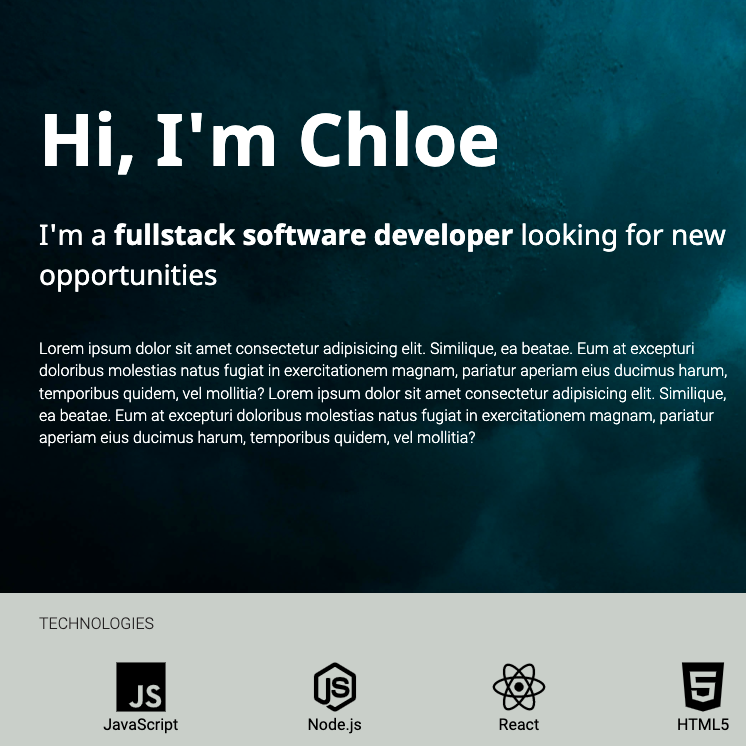 Hi, I'm Chloe
I'm a fullstack software developer looking for new
opportunities
Lorem ipsum dolor sit amet consectetur adipisicing elit. Similique, ea beatae. Eum at excepturi
doloribus molestias natus fugiat in exercitationem magnam, pariatur aperiam eius ducimus harum,
temporibus quidem, vel mollitia? Lorem ipsum dolor sit amet consectetur adipisicing elit. Similique,
ea beatae. Eum at excepturi doloribus molestias natus fugiat in exercitationem magnam, pariatur
aperiam eius ducimus harum, temporibus quidem, vel mollitia?
TECHNOLOGIES
JS JS 5
JavaScript Node.js React HTML5